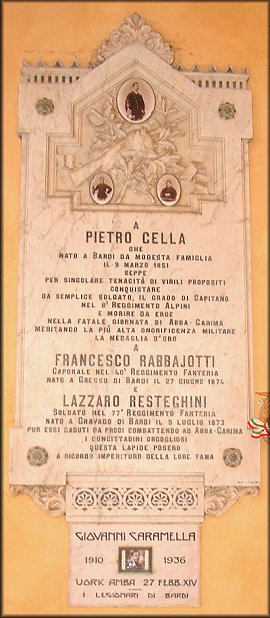 A
PIETRO CELLA
CHE
NATO A BARDI DA MODESTA FAMIGLIA
IL 9 MARZO 1851
SEPPE
PER SINGOLARE TENACITÀ DI VIRILI PROPOSITI
CONQUISTARE
DA SEMPLICE SOLDATO, IL GRADO DI CAPITANO
NEL REGGIMENTO ALPINI
E MORIRE DA EROE
NELLA FATALE GIORNATA DI ABBA-GARIMA
MERITANDO LA PIÙ ALTA ONORIFICENZA MILITARE
LA MEDAGLIA D'ORO
A
FRANCESCO RABBAJOTTI
CAPORALE NEL 40° REGGIMENTO FANTERIA
NATO A GRESSO DI BARDI IL 27 GIUGNO 1874
E
LAZZARO RESTEGHINI
SOLDATO NEL 77° REGGIMENTO FANTERIA
NATO A GRAVAGO DI BARDI IL 5 LUGLIO 1873
PUR ESSI CADUTI DA PRODI COMBATTENDO AD ABBA-GARIMA
I CONCITTADINI ORGOGLIOSI
QUESTA LAPIDE POSERO
A RICORDO IMPERITURO DELLA LORO FAMA
GIOVANNI CARAMELLA
1910 1936
UORK AMBA 27 FEBB. XIV
I LEGIONARI DI BARDI